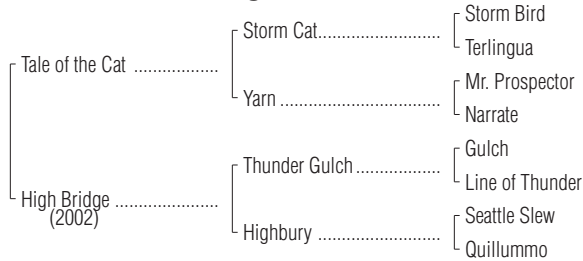 Storm Bird
Storm Cat..................
Terlingua
Tale of the Cat ..................
Mr. Prospector
Yarn ...........................
Narrate
Gulch
Thunder Gulch ..................
Line of Thunder
High Bridge ......................
(2002)
Seattle Slew
Highbury .......................
Quillummo